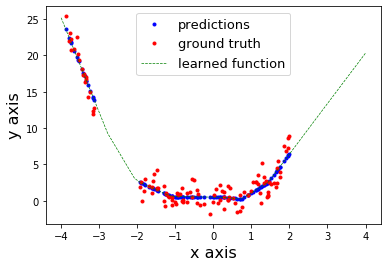 predictions
ground truth
learned function
y axis
25
20
15
10
5
0
−4 −3 −2 −1 0 1 2 3 4
x axis